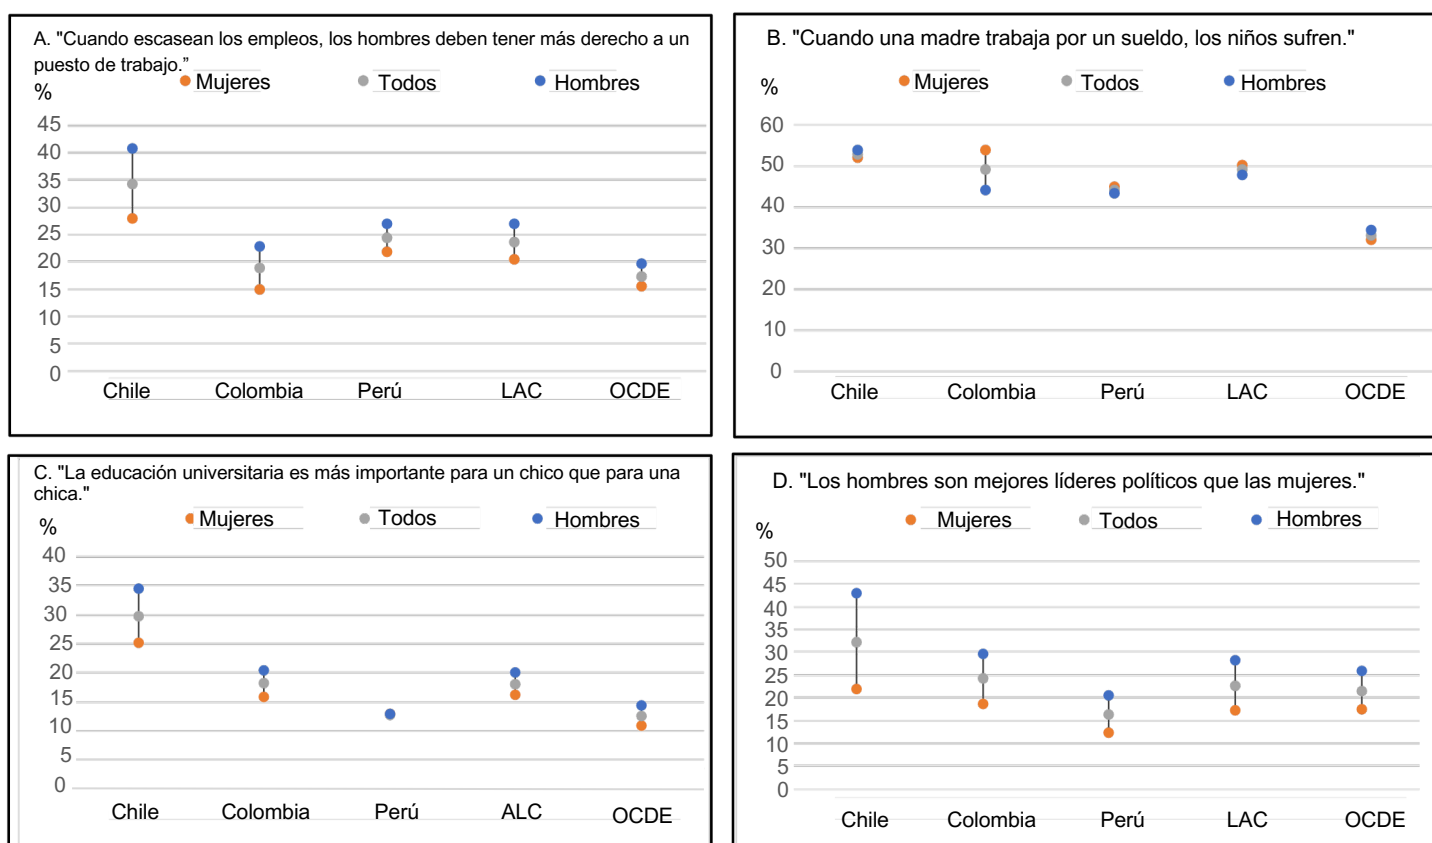 A. "Cuando escasean los empleos, los hombres deben tener más derecho a un
puesto de trabajo.”
%
Mujeres Todos Hombres
45
40
35
30
25
20
15
10
5
0
Chile Colombia Perú LAC OCDE
B. "Cuando una madre trabaja por un sueldo, los niños sufren."
%
Mujeres Todos Hombres
60
50
40
30
20
10
0
Chile Colombia Perú LAC OCDE
C. "La educación universitaria es más importante para un chico que para una
chica."
%
Mujeres Todos Hombres
40
35
30
25
20
15
10
5
0
Chile Colombia Perú ALC OCDE
D. "Los hombres son mejores líderes políticos que las mujeres."
%
Mujeres Todos Hombres
50
45
40
35
30
25
20
15
10
5
0
Chile Colombia Perú LAC OCDE